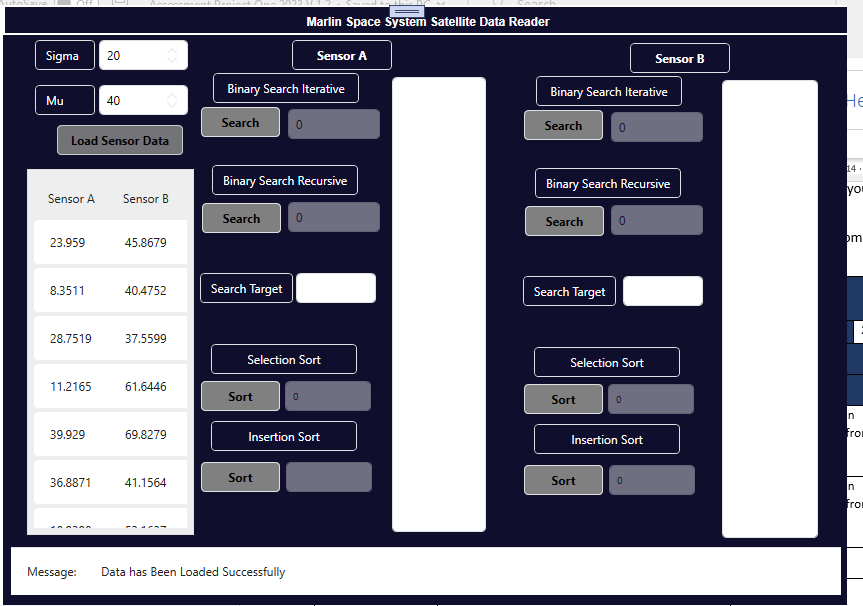 Marlin Space System Satellite Data Reader
Sigma 20
Mu 40
Load Sensor Data
Sensor A Sensor B
23.959 45.8679
8.3511 40.4752
28.7519 37.5599
11.2165 61.6446
39.929 69.8279
36.8871 41.1564
Sensor A
Binary Search Iterative
Search 0
Binary Search Recursive
Search 0
Search Target
Selection Sort
Sort 0
Insertion Sort
Sort
Sensor B
Binary Search Iterative
Search 0
Binary Search Recursive
Search 0
Search Target
Selection Sort
Sort 0
Insertion Sort
Sort 0
Message: Data has Been Loaded Successfully